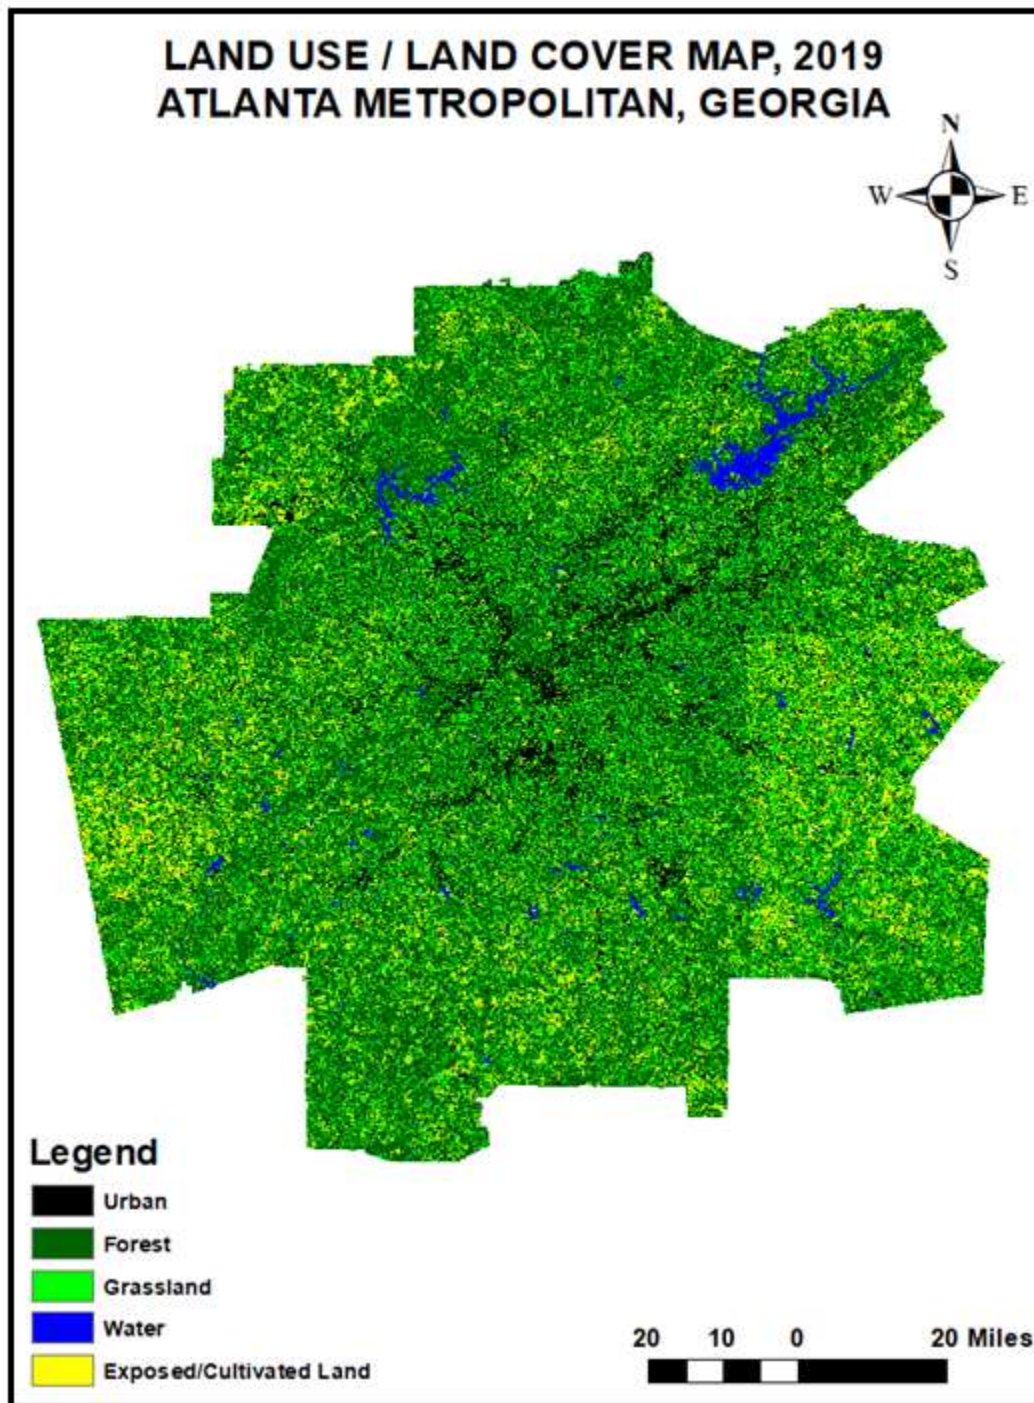 LAND USE / LAND COVER MAP, 2019
ATLANTA METROPOLITAN, GEORGIA
N
W E
S
Legend
Urban
Forest
Grassland
Water
Exposed/Cultivated Land
20 10 0 20 Miles